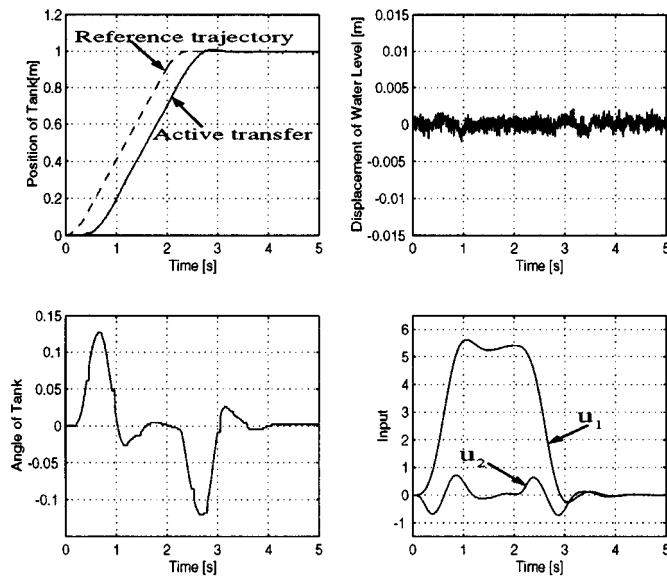 Position of Tank[m]
1.2
1
0.8
0.6
0.4
0.2
0
Reference trajectory
Active transfer
0 1 2 3 4 5
Time [s]
Displacement of Water Level [m]
0.015
0.01
0.005
0
-0.005
-0.01
-0.015
0 1 2 3 4 5
Time [s]
Angle of Tank
0.15
0.1
0.05
0
-0.05
-0.1
0 1 2 3 4 5
Time [s]
Input
6
5
4
3
2
1
0
-1
u1
u2
0 1 2 3 4 5
Time [s]